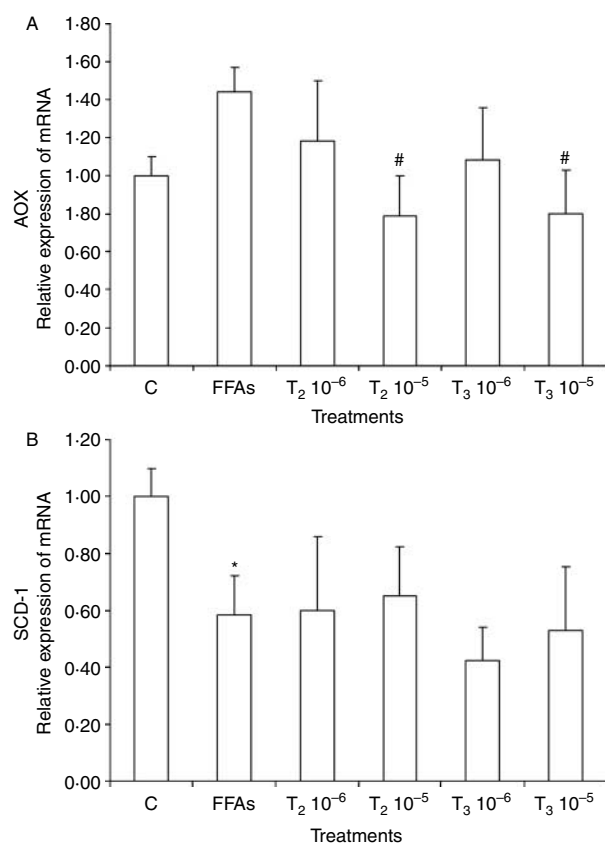 A
AOX
Relative expression of mRNA
1·80
1·60
1·40
1·20
1·00
1·80
0·60
0·40
0·20
0·00
# #
C FFAs T₂ 10⁻⁶ T₂ 10⁻⁵ T₃ 10⁻⁶ T₃ 10⁻⁵
Treatments
B
SCD-1
Relative expression of mRNA
1·20
1·00
0·80
0·60
0·40
0·20
0·00
*
C FFAs T₂ 10⁻⁶ T₂ 10⁻⁵ T₃ 10⁻⁶ T₃ 10⁻⁵
Treatments